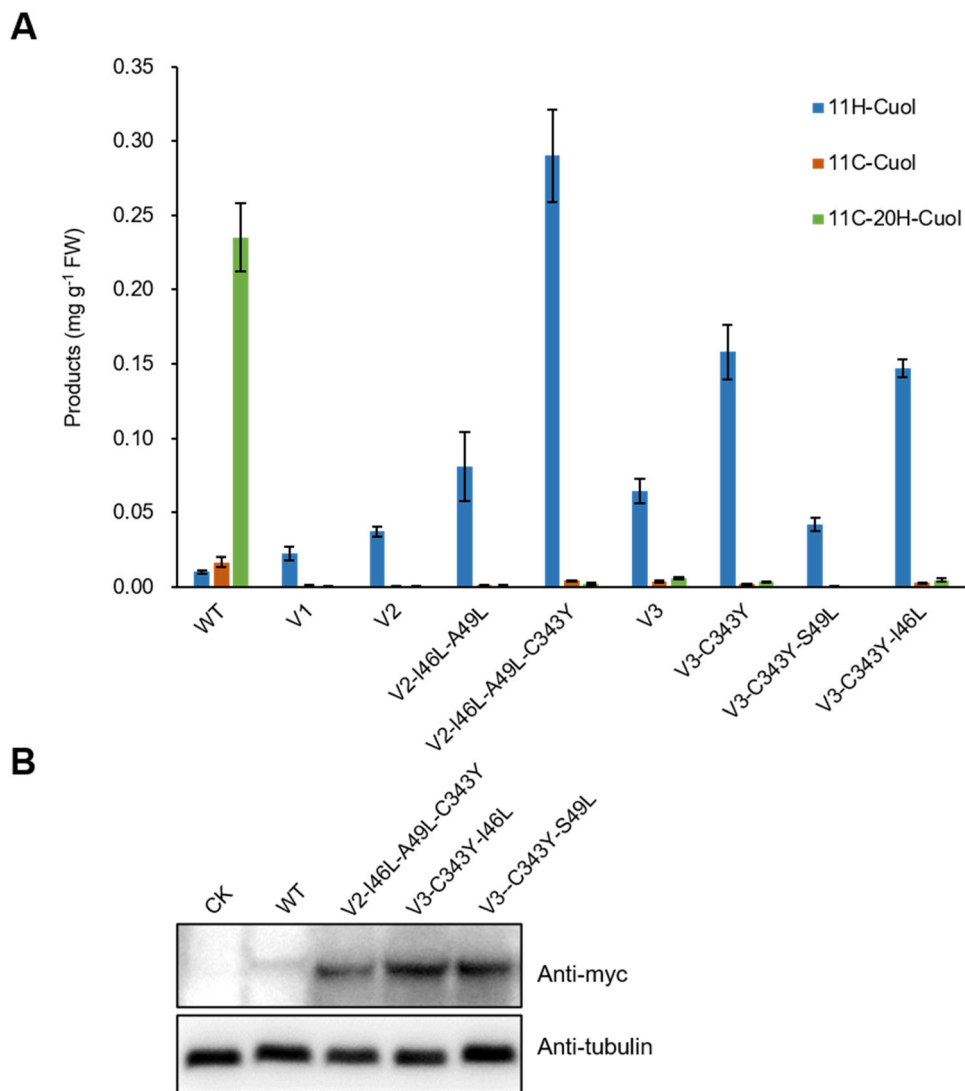 A
0.35
0.30
0.25
0.20
0.15
0.10
0.05
0.00
Products (mg g⁻¹ FW)
11H-Cuol
11C-Cuol
11C-20H-Cuol
WT
V1
V2
V2-I46L-A49L
V2-I46L-A49L-C343Y
V3
V3-C343Y
V3-C343Y-S49L
V3-C343Y-I46L
B
CK
WT
V2-I46L-A49L-C343Y
V3-C343Y-I46L
V3--C343Y-S49L
Anti-myc
Anti-tubulin